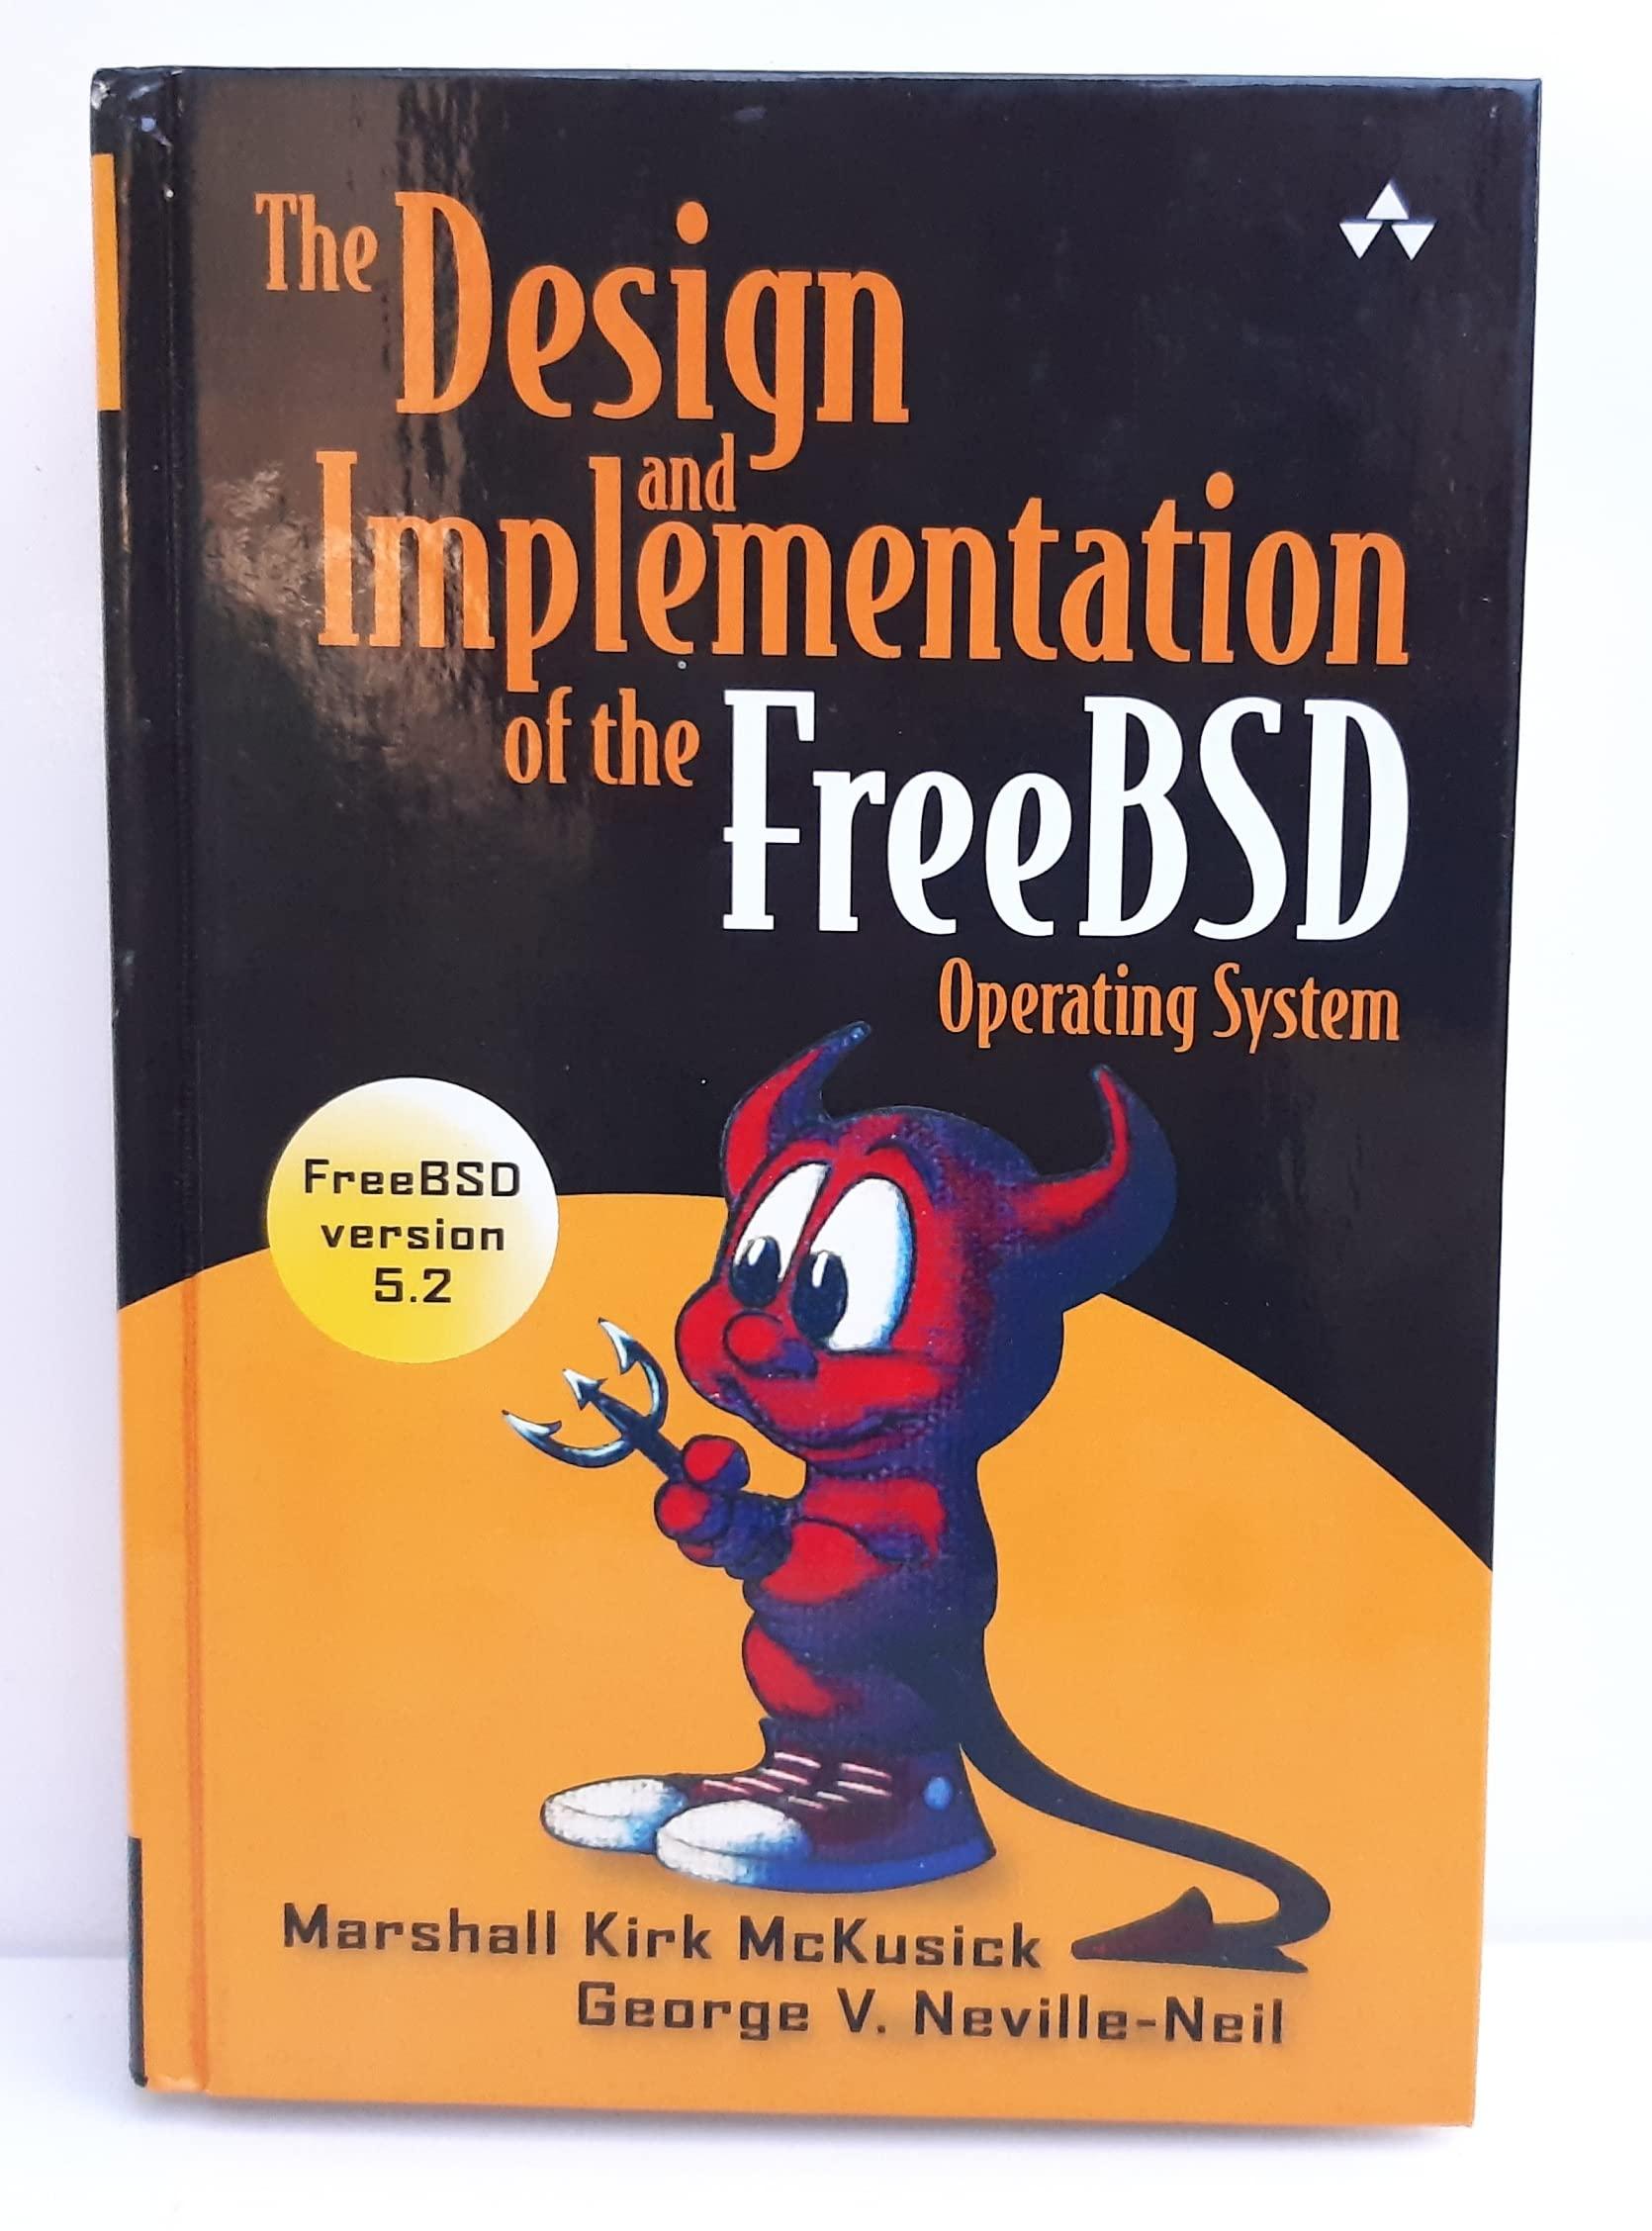 The Design
and
Implementation
of the FreeBSD
Operating System
FreeBSD
version
5.2
Marshall Kirk McKusick
George V. Neville-Neil